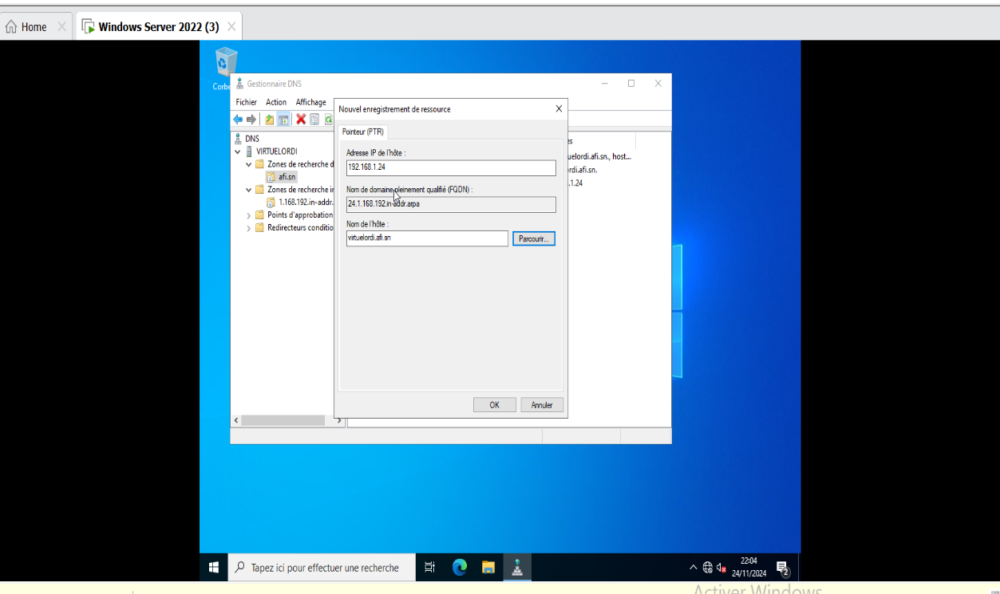 Home
Windows Server 2022 (3)
Corbe
Gestionnaire DNS
Fichier Action Affichage
Nouvel enregistrement de ressource
Pointeur (PTR)
DNS
VIRTUELORDI
Zones de recherche d
afi.sn
Zones de recherche in
1.168.192.in-addr.
Points d'approbation
Redirecteurs conditio
Adresse IP de l'hôte :
192.168.1.24
Nom de domaine pleinement qualifié (FQDN) :
24.1.168.192.in-addr.arpa
Nom de l'hôte :
virtuelordi.afi.sn
Parcourir...
es
uelordi.afi.sn., host...
rdi.afi.sn.
.1.24
OK
Annuler
Tapez ici pour effectuer une recherche
22:04
24/11/2024
2
Activer Windows